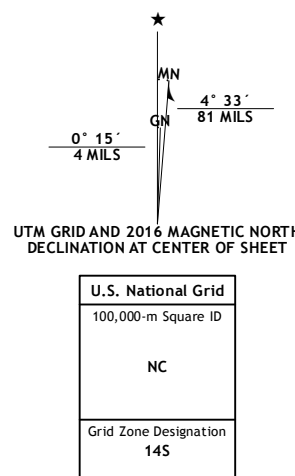 ★
MN
4° 33´
81 MILS
GN
0° 15´
4 MILS
UTM GRID AND 2016 MAGNETIC NORTH
DECLINATION AT CENTER OF SHEET
U.S. National Grid
100,000-m Square ID
NC
Grid Zone Designation
14S